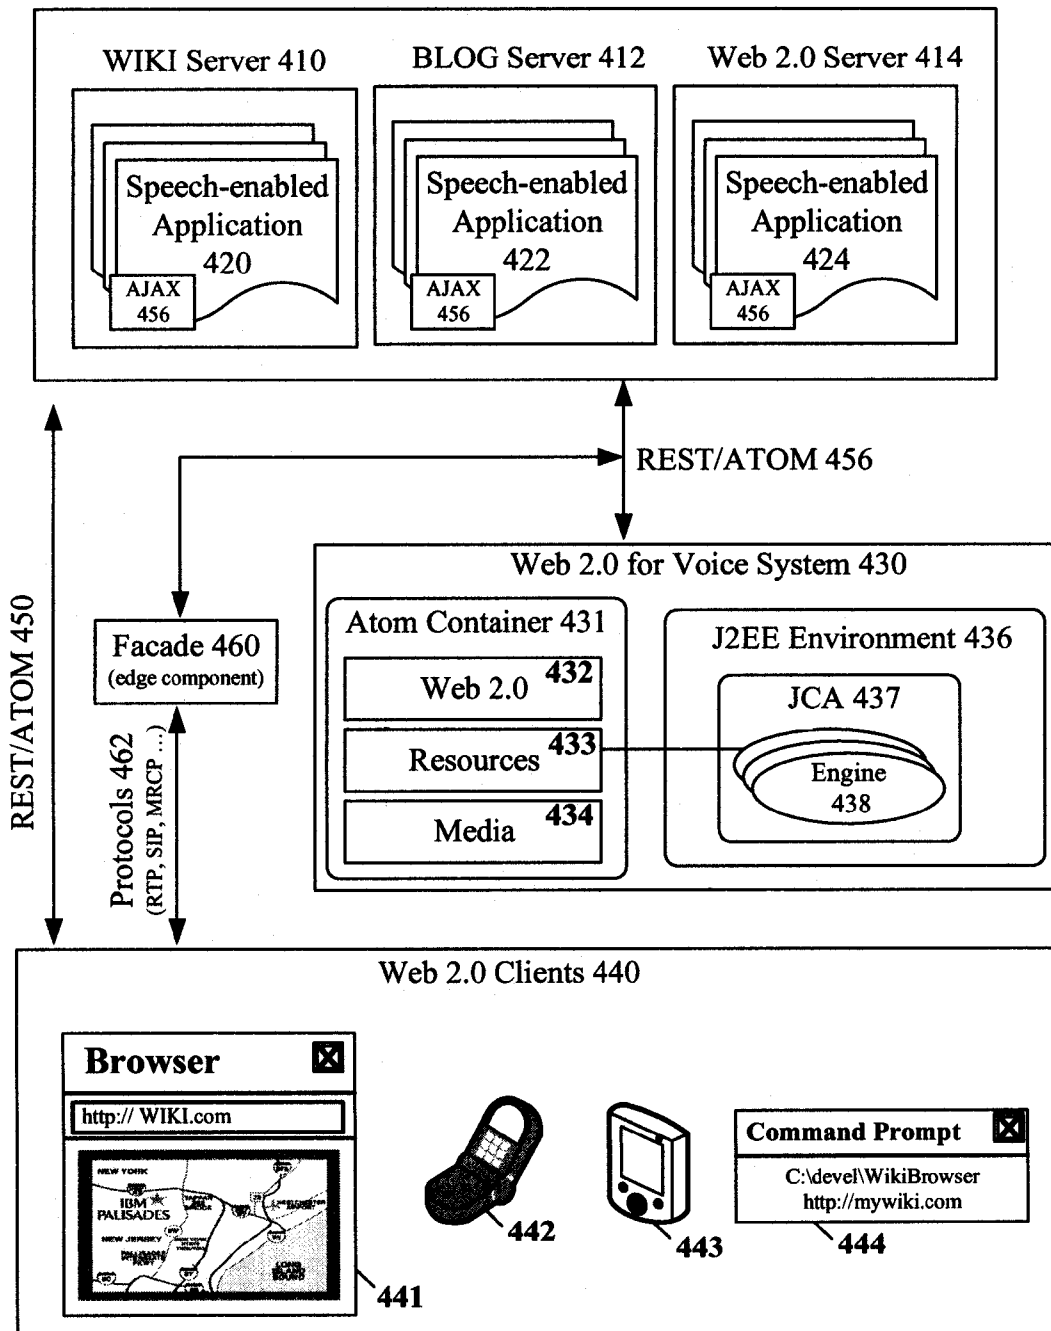 WIKI Server 410
BLOG Server 412
Web 2.0 Server 414
Speech-enabled
Application
420
AJAX
456
Speech-enabled
Application
422
AJAX
456
Speech-enabled
Application
424
AJAX
456
REST/ATOM 456
REST/ATOM 450
Facade 460
(edge component)
Protocols 462
(RTP, SIP, MRCP ...)
Web 2.0 for Voice System 430
Atom Container 431
432
Web 2.0
433
Resources
434
Media
J2EE Environment 436
JCA 437
Engine
438
Web 2.0 Clients 440
Browser
http:// WIKI.com
NEW YORK
IBM
PALISADES
NEW JERSEY
LONG
ISLAND
SOUND
441
442
443
Command Prompt
C:\devel\WikiBrowser
http://mywiki.com
444